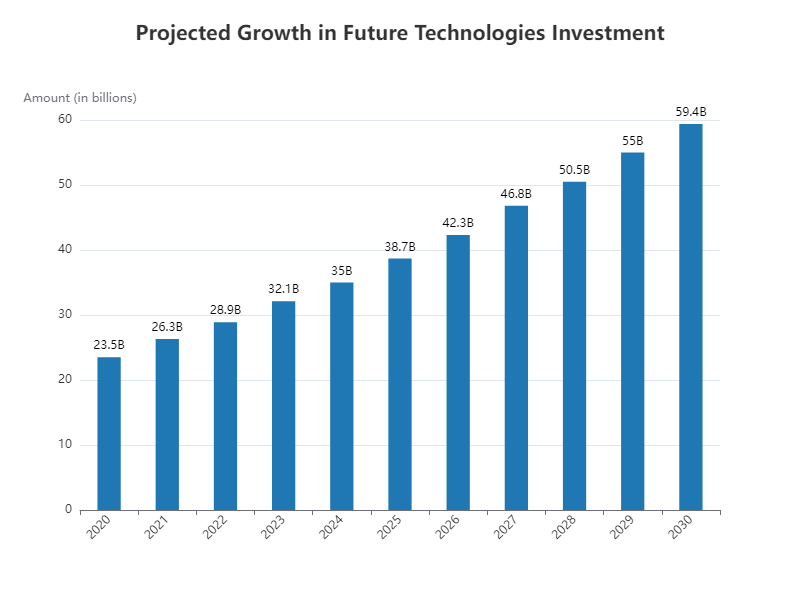 Projected Growth in Future Technologies Investment
Amount (in billions)
60
50
40
30
20
10
0
23.5B
26.3B
28.9B
32.1B
35B
38.7B
42.3B
46.8B
50.5B
55B
59.4B
2020
2021
2022
2023
2024
2025
2026
2027
2028
2029
2030